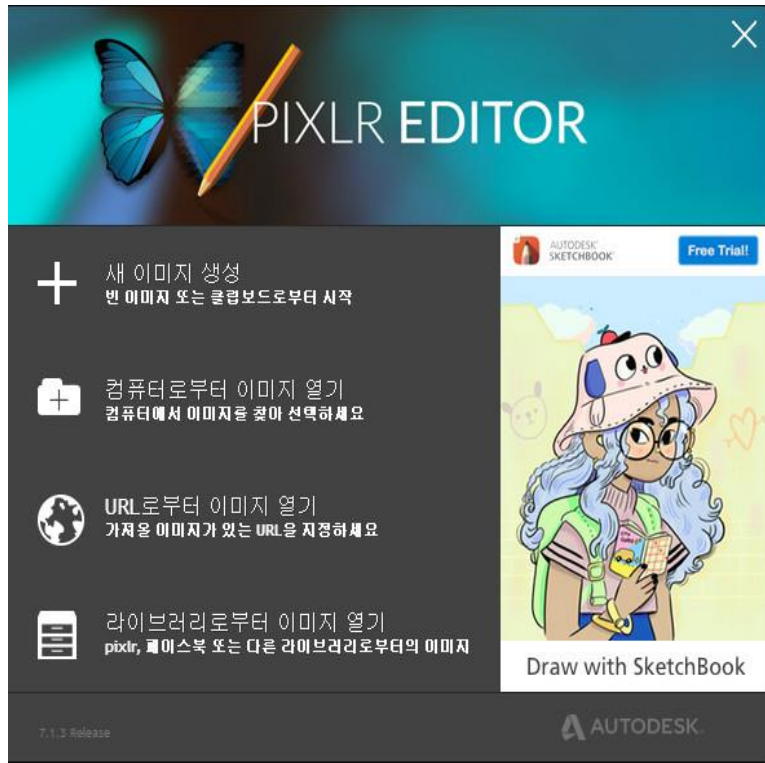 PIXLR EDITOR
새 이미지 생성
빈 이미지 또는 클립보드로부터 시작
컴퓨터로부터 이미지 열기
컴퓨터에서 이미지를 찾아 선택하세요
URL로부터 이미지 열기
가져올 이미지가 있는 URL을 지정하세요
라이브러리로부터 이미지 열기
pixlr, 페이스북 또는 다른 라이브러리로부터의 이미지
AUTODESK®
SKETCHBOOK®
Free Trial!
Draw with SketchBook
7.1.3 Release
AUTODESK.